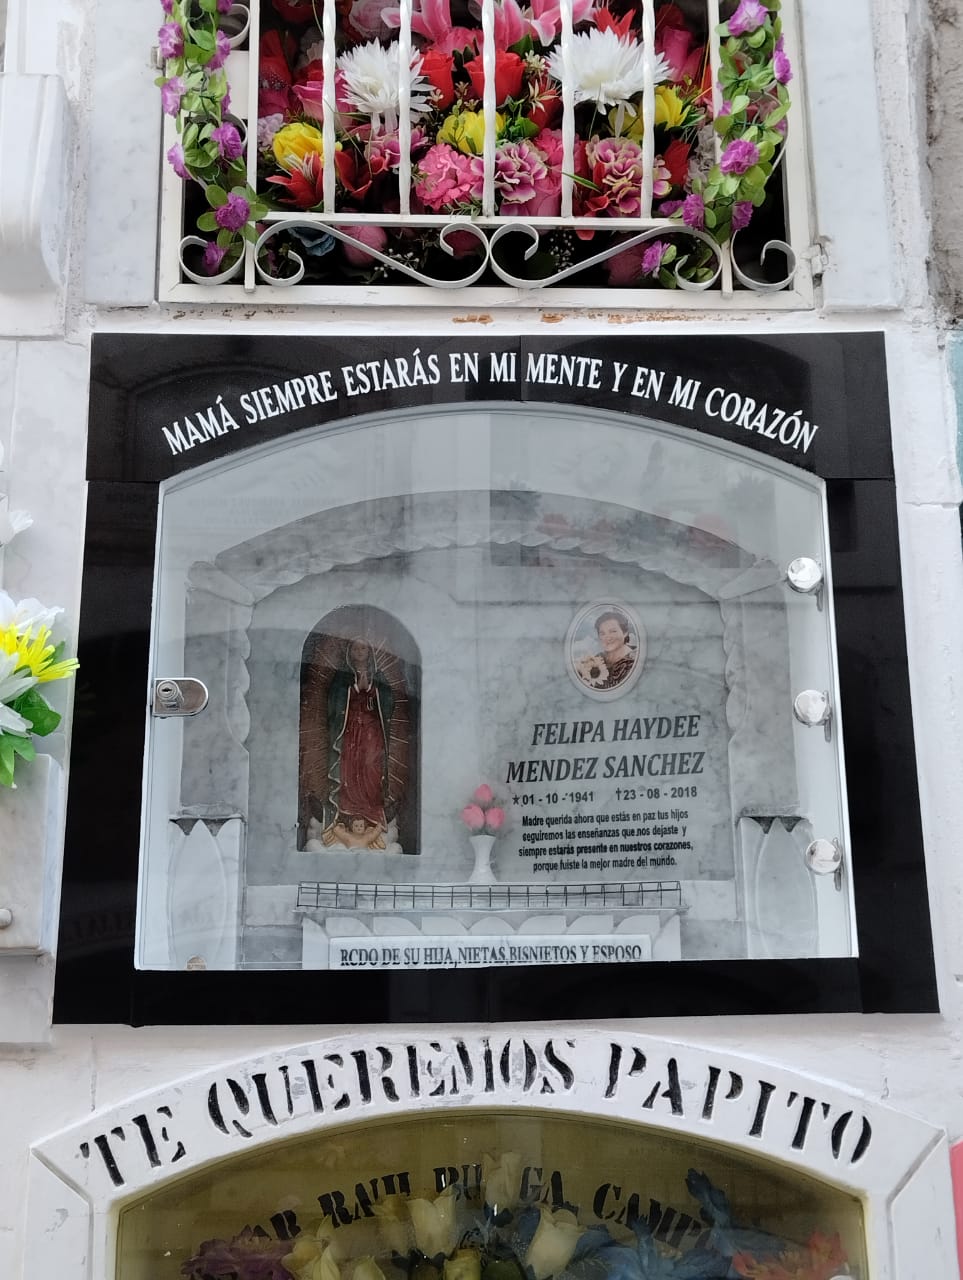 MAMÁ SIEMPRE ESTARÁS EN MI MENTE Y EN MI CORAZÓN
FELIPA HAYDEE
MENDEZ SANCHEZ
★01 - 10 - 1941 †23 - 08 - 2018
Madre querida ahora que estás en paz tus hijos
seguiremos las enseñanzas que nos dejaste y
siempre estarás presente en nuestros corazones,
porque fuiste la mejor madre del mundo.
RCDO DE SU HIJA,NIETAS,BISNIETOS Y ESPOSO
TE QUEREMOS PAPITO
RAUL